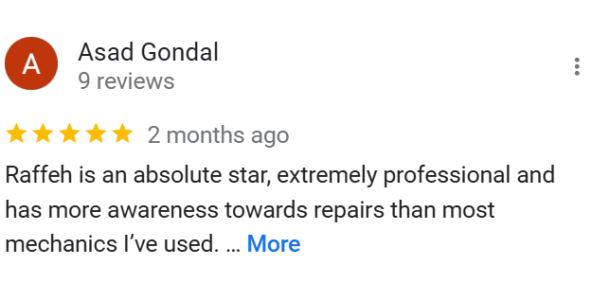 A
Asad Gondal
9 reviews
2 months ago
Raffeh is an absolute star, extremely professional and
has more awareness towards repairs than most
mechanics I’ve used. ... More